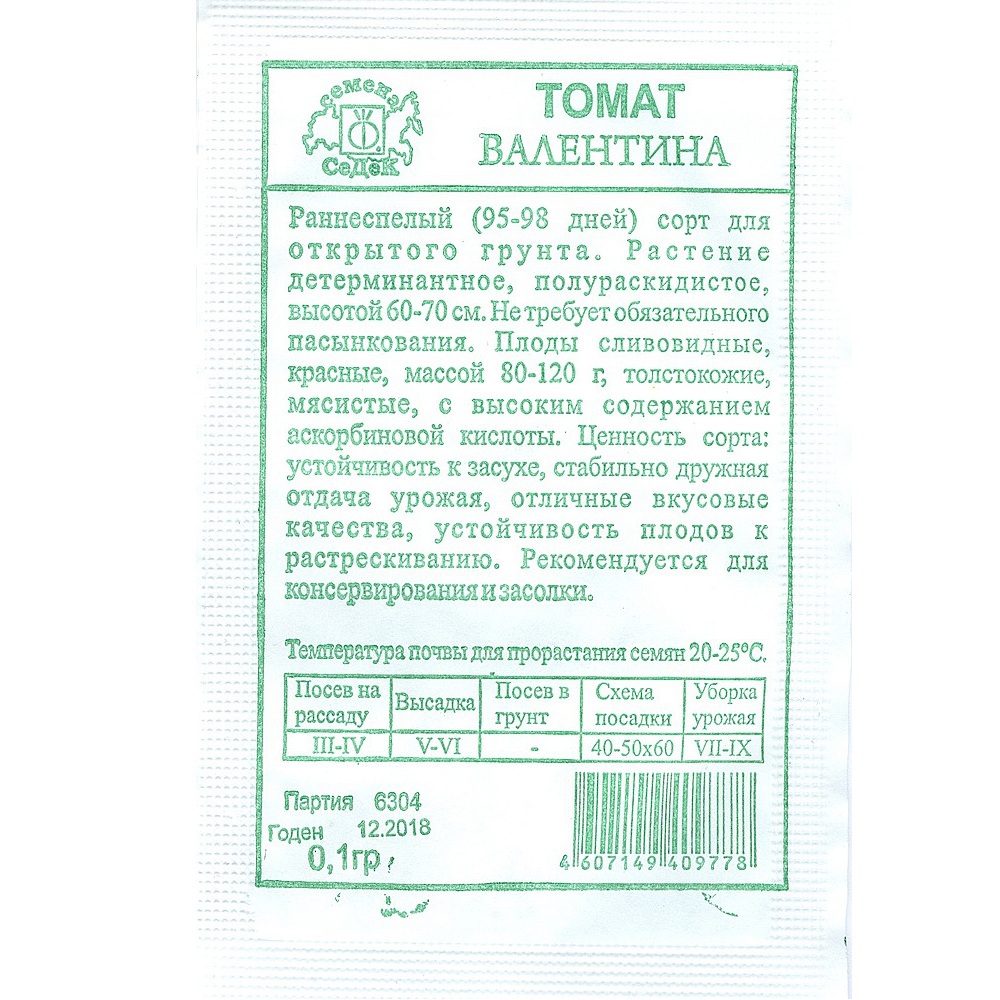 семена
СеДеК
ТОМАТ
ВАЛЕНТИНА
Раннеспелый (95-98 дней) сорт для
открытого грунта. Растение
детерминантное, полураскидистое,
высотой 60-70 см. Не требует обязательного
пасынкования. Плоды сливовидные,
красные, массой 80-120 г, толстокожие,
мясистые, с высоким содержанием
аскорбиновой кислоты. Ценность сорта:
устойчивость к засухе, стабильно дружная
отдача урожая, отличные вкусовые
качества, устойчивость плодов к
растрескиванию. Рекомендуется для
консервирования и засолки.
Температура почвы для прорастания семян 20-25°С.
Посев на рассаду Высадка Посев в грунт Схема посадки Уборка урожая
III-IV V-VI - 40-50х60 VII-IX
Партия 6304
Годен 12.2018
0,1гр
4 607149 409778